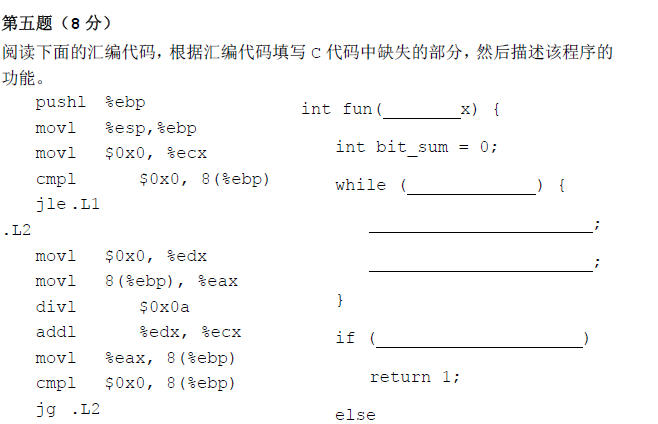 第五题（8 分）
阅读下面的汇编代码，根据汇编代码填写 C 代码中缺失的部分，然后描述该程序的
功能。
pushl %ebp
movl %esp,%ebp
movl $0x0, %ecx
cmpl $0x0, 8(%ebp)
jle .L1
.L2
movl $0x0, %edx
movl 8(%ebp), %eax
divl $0x0a
addl %edx, %ecx
movl %eax, 8(%ebp)
cmpl $0x0, 8(%ebp)
jg .L2
int fun(________x) {
int bit_sum = 0;
while (_____________) {
_______________________;
_______________________;
}
if (_____________________)
return 1;
else